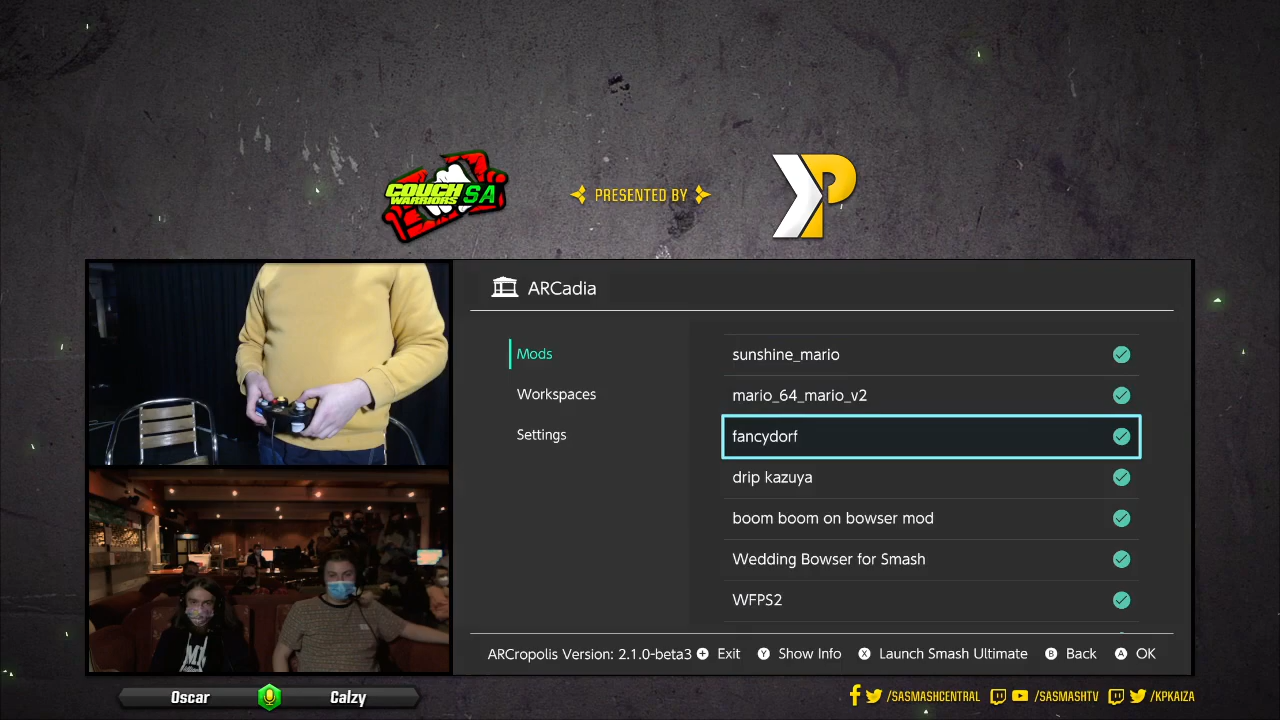 COUCH
WARRIORS SA
PRESENTED BY
ARCadia
Mods
Workspaces
Settings
sunshine_mario
mario_64_mario_v2
fancydorf
drip kazuya
boom boom on bowser mod
Wedding Bowser for Smash
WFPS2
ARCropolis Version: 2.1.0-beta3 + Exit Y Show Info X Launch Smash Ultimate B Back A OK
Oscar Calzy
/SASMASHCENTRAL /SASMASHTV /KPKAIZA